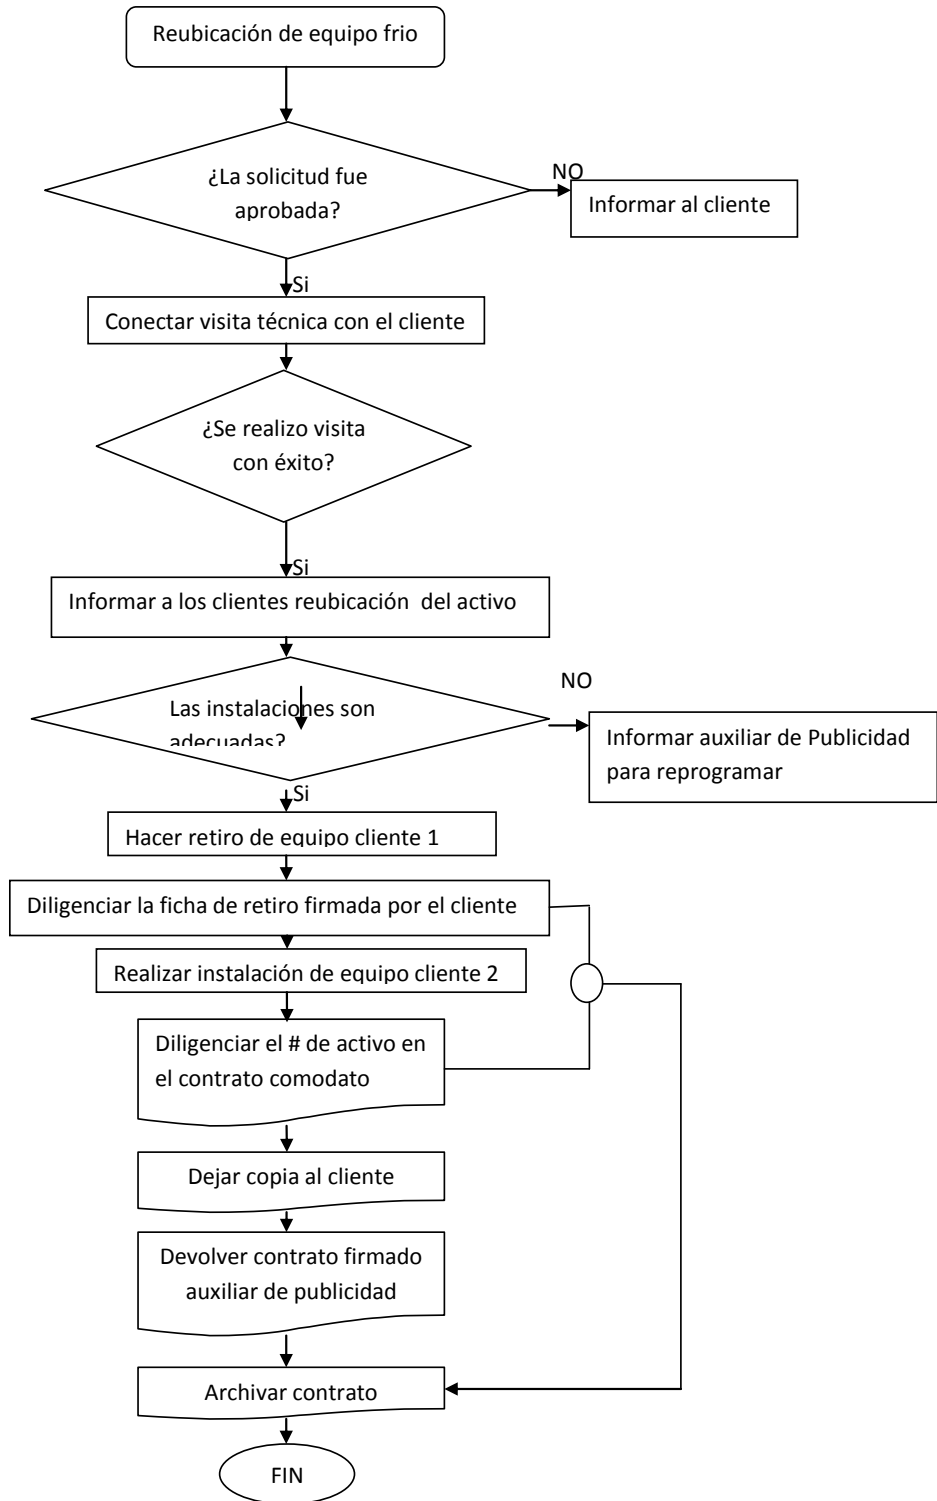 Reubicación de equipo frio
¿La solicitud fue
aprobada?
NO
Informar al cliente
Si
Conectar visita técnica con el cliente
¿Se realizo visita
con éxito?
Si
Informar a los clientes reubicación del activo
NO
Las instalaciones son
adecuadas?
Informar auxiliar de Publicidad
para reprogramar
Si
Hacer retiro de equipo cliente 1
Diligenciar la ficha de retiro firmada por el cliente
Realizar instalación de equipo cliente 2
Diligenciar el # de activo en
el contrato comodato
Dejar copia al cliente
Devolver contrato firmado
auxiliar de publicidad
Archivar contrato
FIN